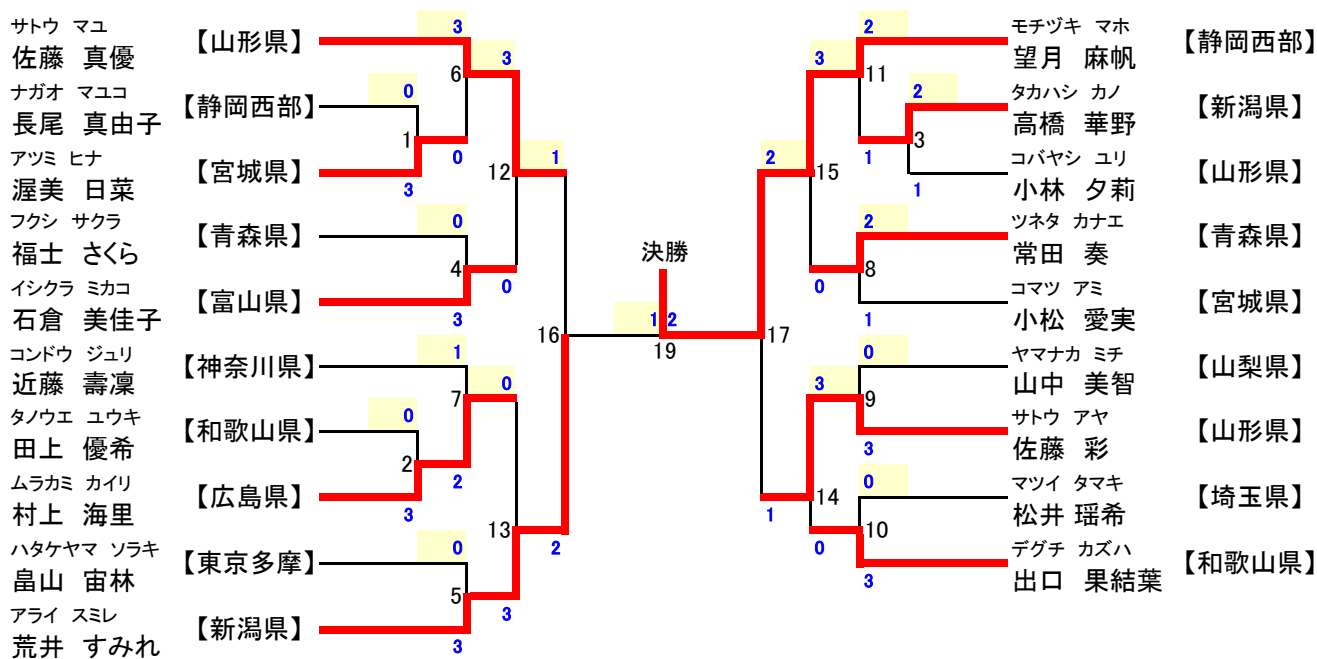 サトウ マユ
佐藤 真優 【山形県】 3
ナガオ マユコ
長尾 真由子 【静岡西部】 0
アツミ ヒナ
渥美 日菜 【宮城県】 3
フクシ サクラ
福士 さくら 【青森県】 0
イシクラ ミカコ
石倉 美佳子 【富山県】 3
コンドウ ジュリ
近藤 壽凜 【神奈川県】 1
タノウエ ユウキ
田上 優希 【和歌山県】 0
ムラカミ カイリ
村上 海里 【広島県】 3
ハタケヤマ ソラキ
畠山 宙林 【東京多摩】 0
アライ スミレ
荒井 すみれ 【新潟県】 3
1
2
6
0
4
7
2
5
3
12
0
0
13
3
1
16
2
決勝
1 2
19
2
17
1
3
15
0
3
14
0
11
1
3
8
9
10
2 モチヅキ マホ
望月 麻帆 【静岡西部】
2 タカハシ カノ
高橋 華野 【新潟県】
コバヤシ ユリ
1 小林 夕莉 【山形県】
2 ツネタ カナエ
常田 奏 【青森県】
コマツ アミ
1 小松 愛実 【宮城県】
0 ヤマナカ ミチ
山中 美智 【山梨県】
サトウ アヤ
3 佐藤 彩 【山形県】
0 マツイ タマキ
松井 瑶希 【埼玉県】
デグチ カズハ
3 出口 果結葉 【和歌山県】